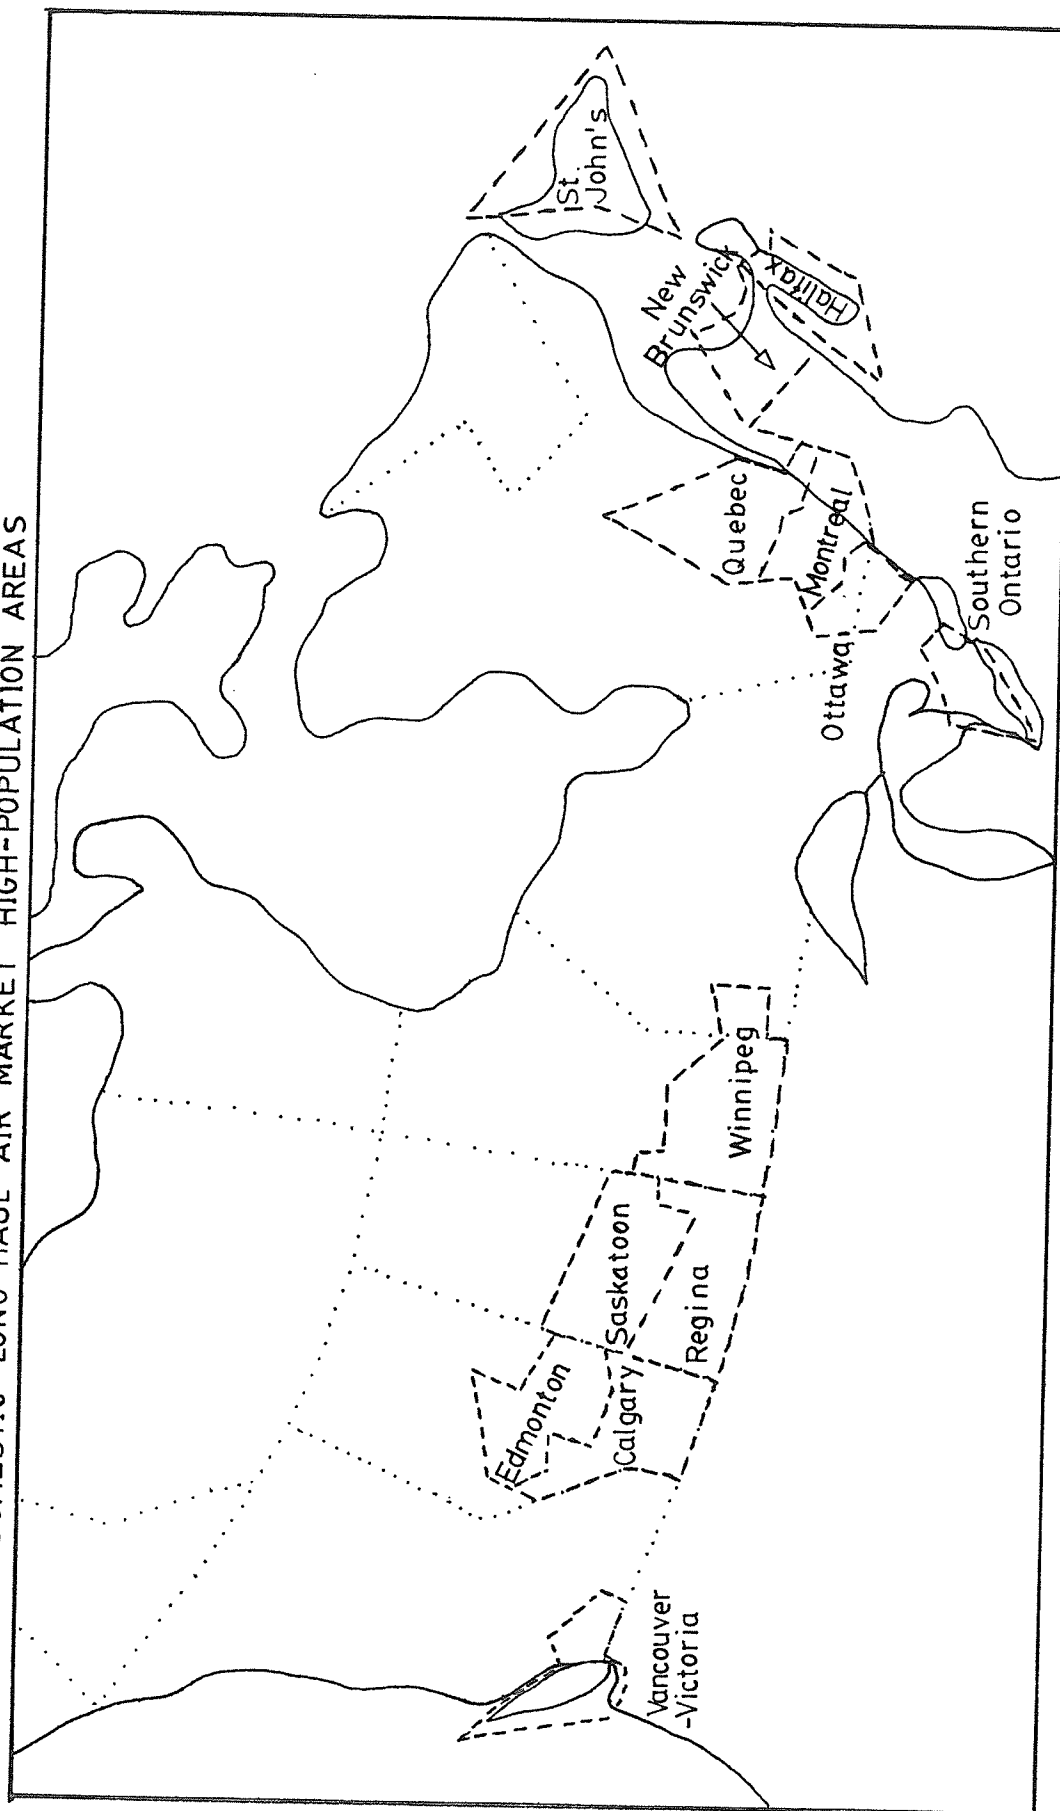 LONG HAUL AIR MARKET HIGH-POPULATION AREAS
St.
John's
New
Brunswick
Halifax
Quebec
Montreal
Ottawa
Southern
Ontario
Winnipeg
Saskatoon
Regina
Edmonton
Calgary
Vancouver
-Victoria